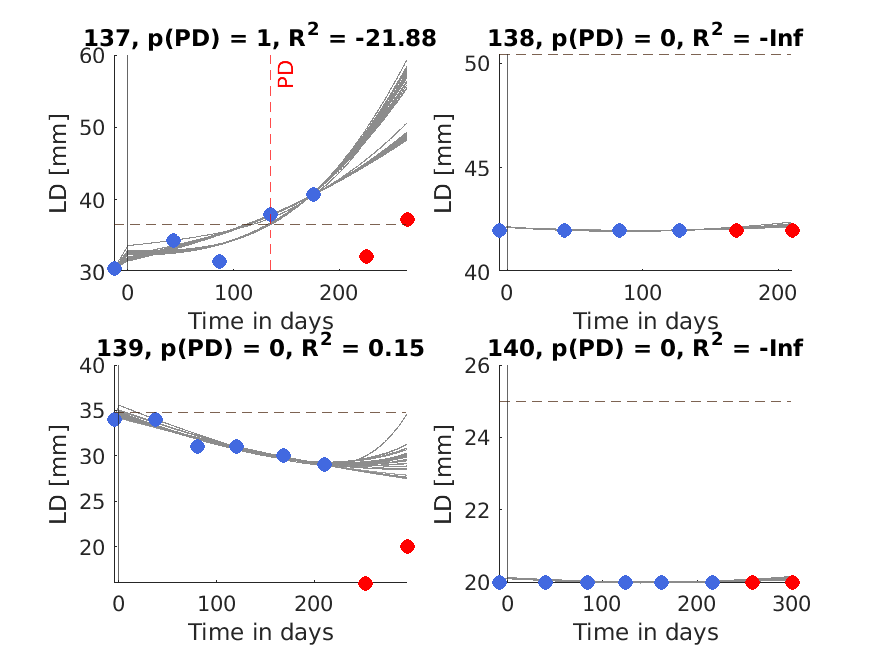 137, p(PD) = 1, R² = -21.88
60
50
40
30
LD [mm]
PD
0
100
200
Time in days
138, p(PD) = 0, R² = -Inf
50
45
40
LD [mm]
0
100
200
Time in days
139, p(PD) = 0, R² = 0.15
40
35
30
25
20
LD [mm]
0
100
200
Time in days
140, p(PD) = 0, R² = -Inf
26
24
22
20
LD [mm]
0
100
200
300
Time in days